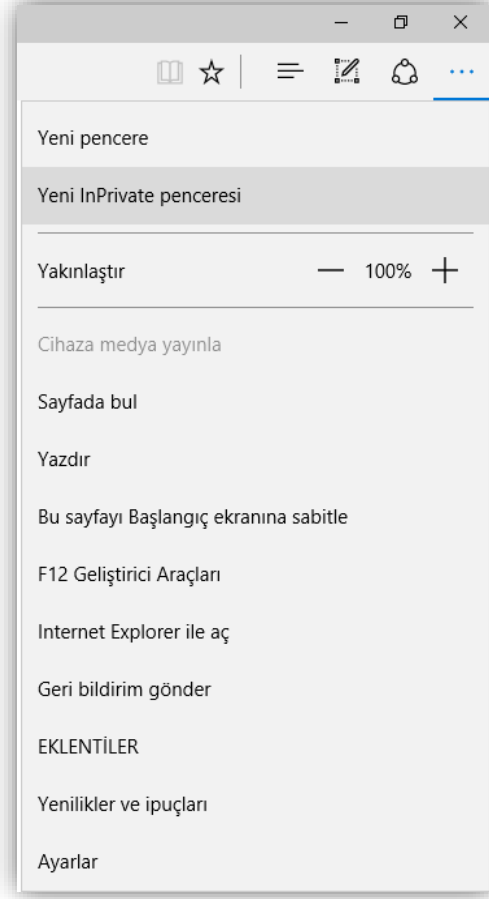 Yeni pencere
Yeni InPrivate penceresi
Yakınlaştır 100%
Cihaza medya yayınla
Sayfada bul
Yazdır
Bu sayfayı Başlangıç ekranına sabitle
F12 Geliştirici Araçları
Internet Explorer ile aç
Geri bildirim gönder
EKLENTİLER
Yenilikler ve ipuçları
Ayarlar